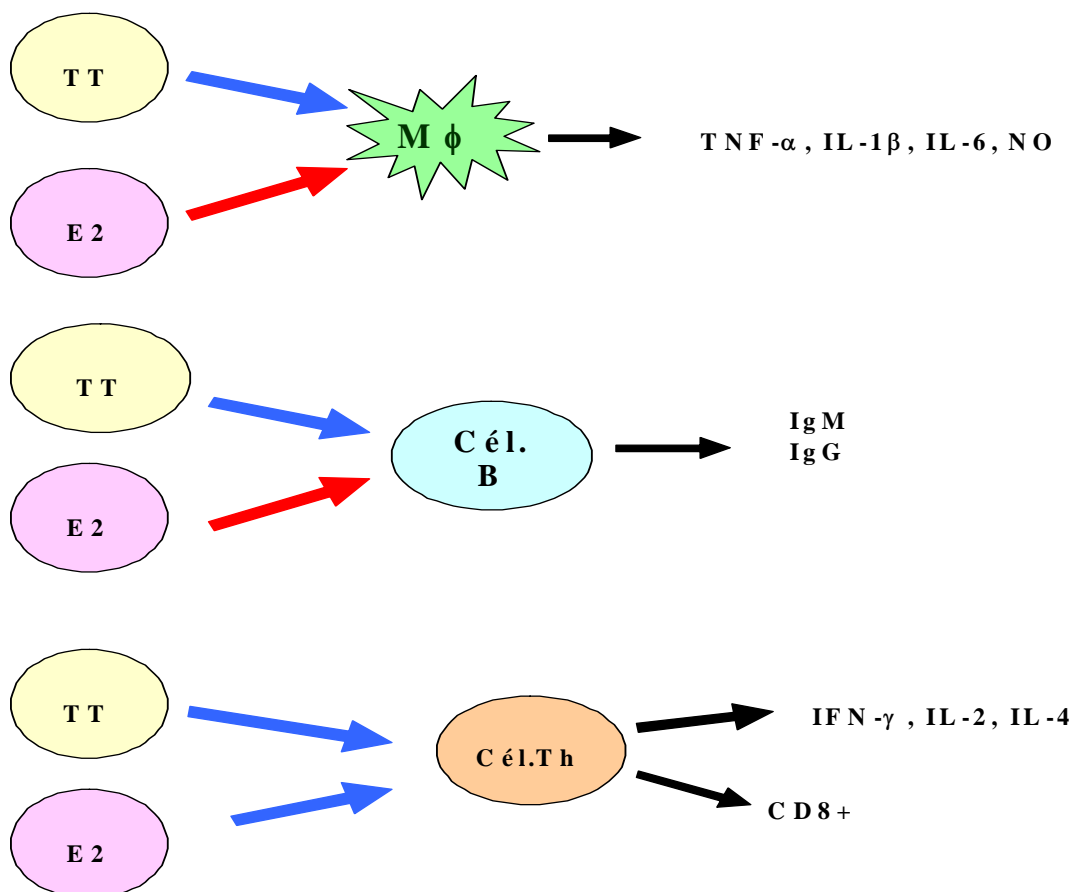 TT
Mϕ
TNF-α, IL-1β, IL-6, NO
E2
TT
Cél.
B
IgM
IgG
E2
TT
Cél.Th
IFN-γ, IL-2, IL-4
CD8+
E2